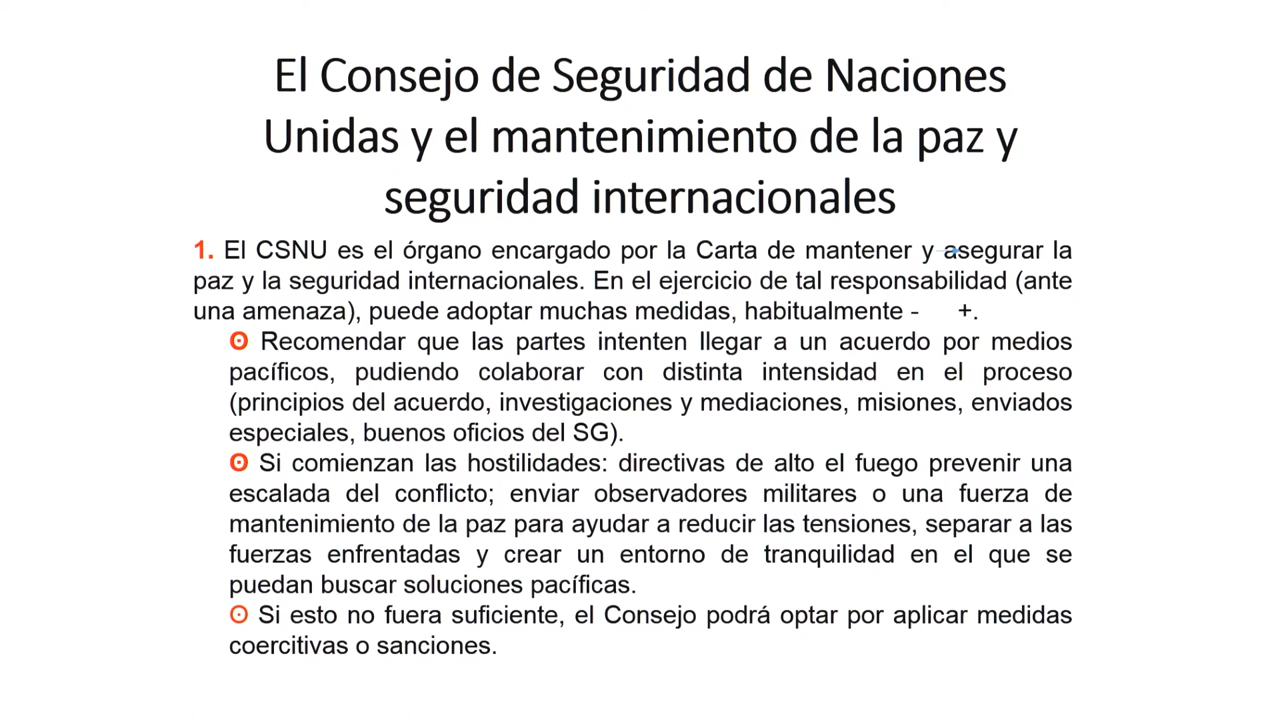 El Consejo de Seguridad de Naciones
Unidas y el mantenimiento de la paz y
seguridad internacionales
1. El CSNU es el órgano encargado por la Carta de mantener y asegurar la
paz y la seguridad internacionales. En el ejercicio de tal responsabilidad (ante
una amenaza), puede adoptar muchas medidas, habitualmente - +.
ʘ Recomendar que las partes intenten llegar a un acuerdo por medios
pacíficos, pudiendo colaborar con distinta intensidad en el proceso
(principios del acuerdo, investigaciones y mediaciones, misiones, enviados
especiales, buenos oficios del SG).
ʘ Si comienzan las hostilidades: directivas de alto el fuego prevenir una
escalada del conflicto; enviar observadores militares o una fuerza de
mantenimiento de la paz para ayudar a reducir las tensiones, separar a las
fuerzas enfrentadas y crear un entorno de tranquilidad en el que se
puedan buscar soluciones pacíficas.
ʘ Si esto no fuera suficiente, el Consejo podrá optar por aplicar medidas
coercitivas o sanciones.